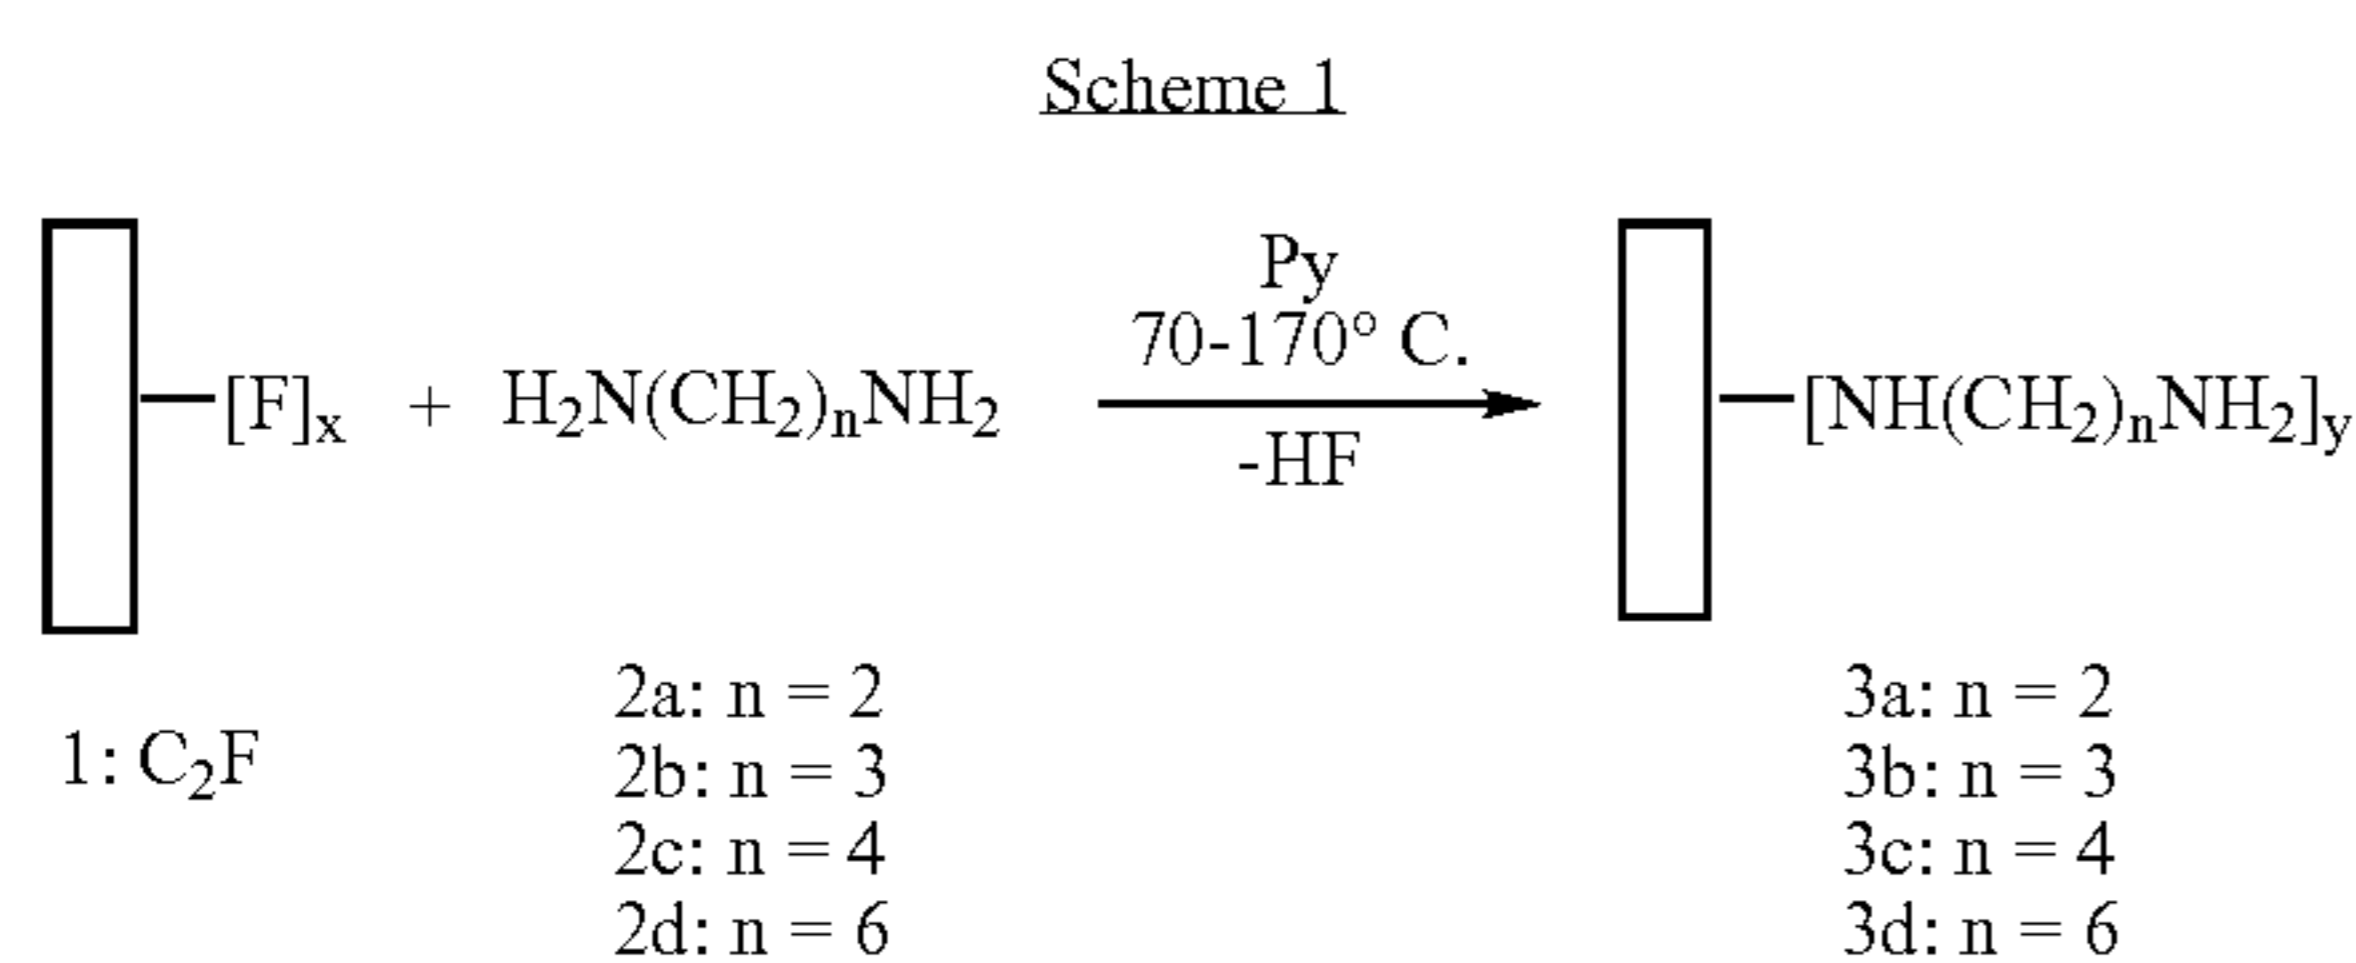 Scheme 1
Py
70-170° C.
—[F]ₓ + H₂N(CH₂)ₙNH₂ —[NH(CH₂)ₙNH₂]y
-HF
1: C₂F
2a: n = 2
2b: n = 3
2c: n = 4
2d: n = 6
3a: n = 2
3b: n = 3
3c: n = 4
3d: n = 6